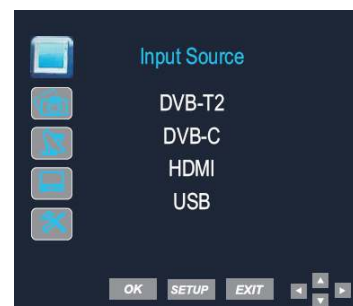 Input Source
DVB-T2
DVB-C
HDMI
USB
OK SETUP EXIT